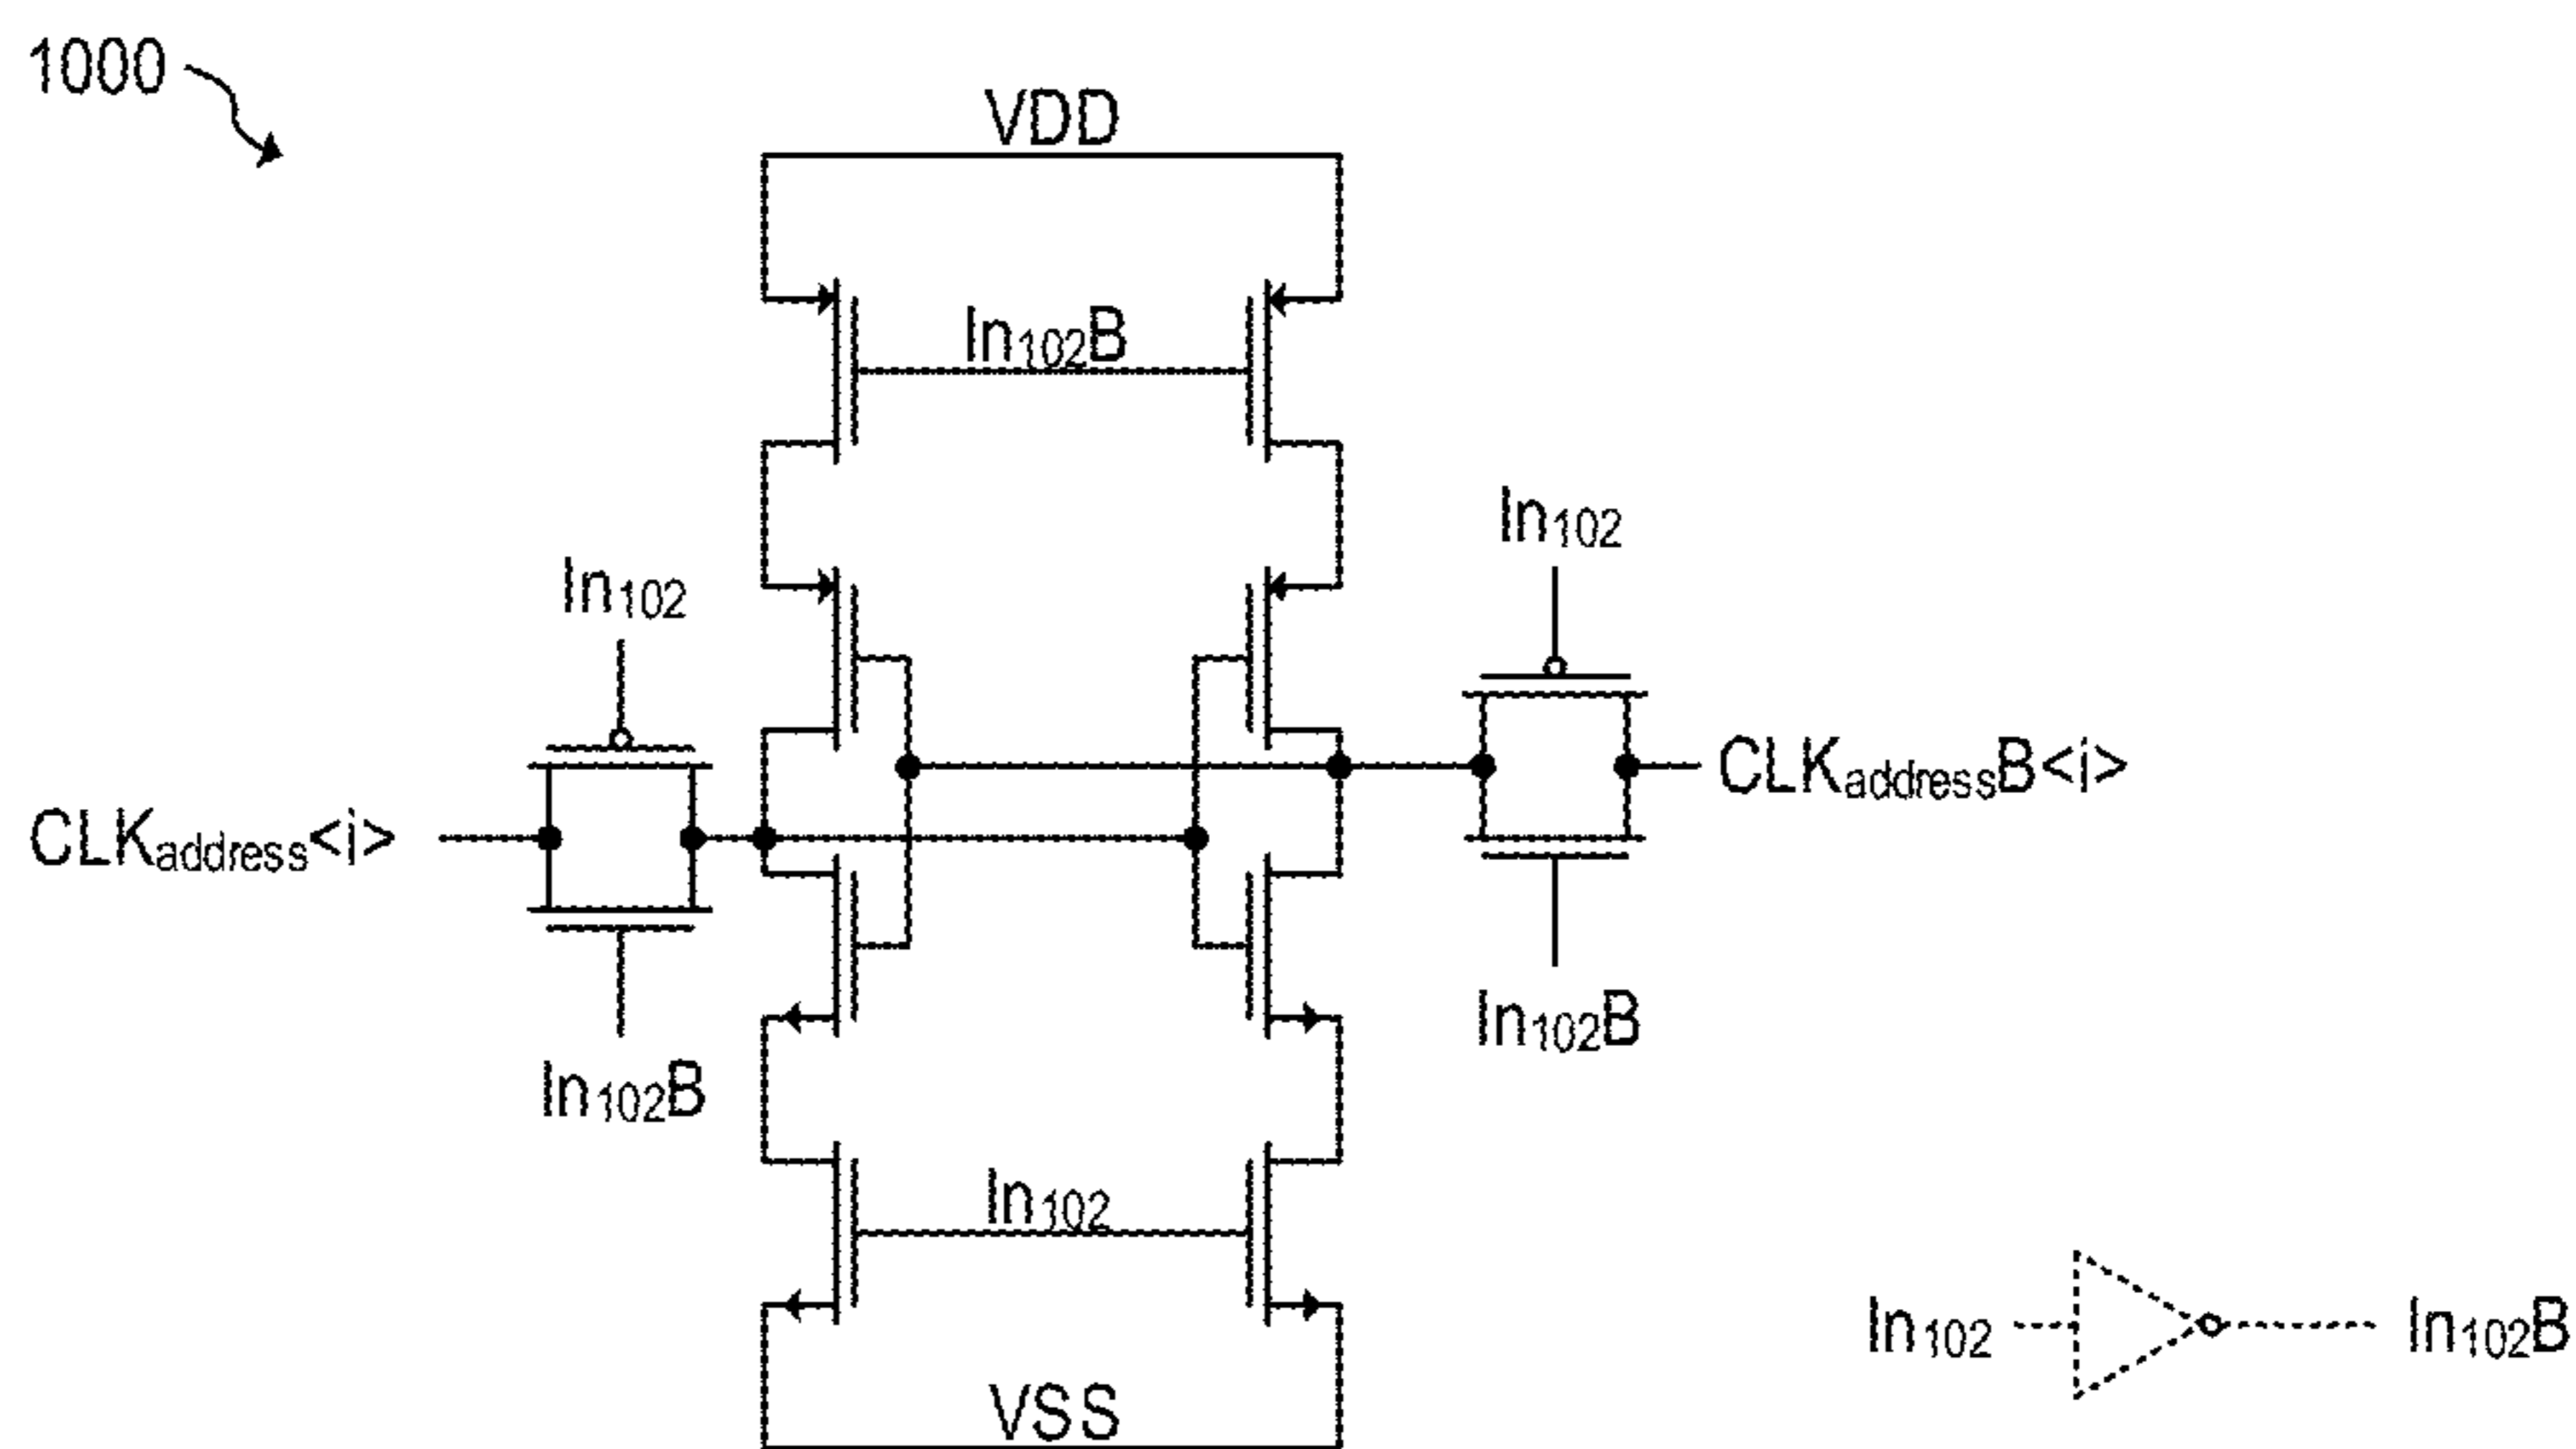 1000
VDD
In₁₀₂B
In₁₀₂
In₁₀₂
CLKaddressB<i>
CLKaddress<i>
In₁₀₂B
In₁₀₂B
In₁₀₂
In₁₀₂ In₁₀₂B
VSS